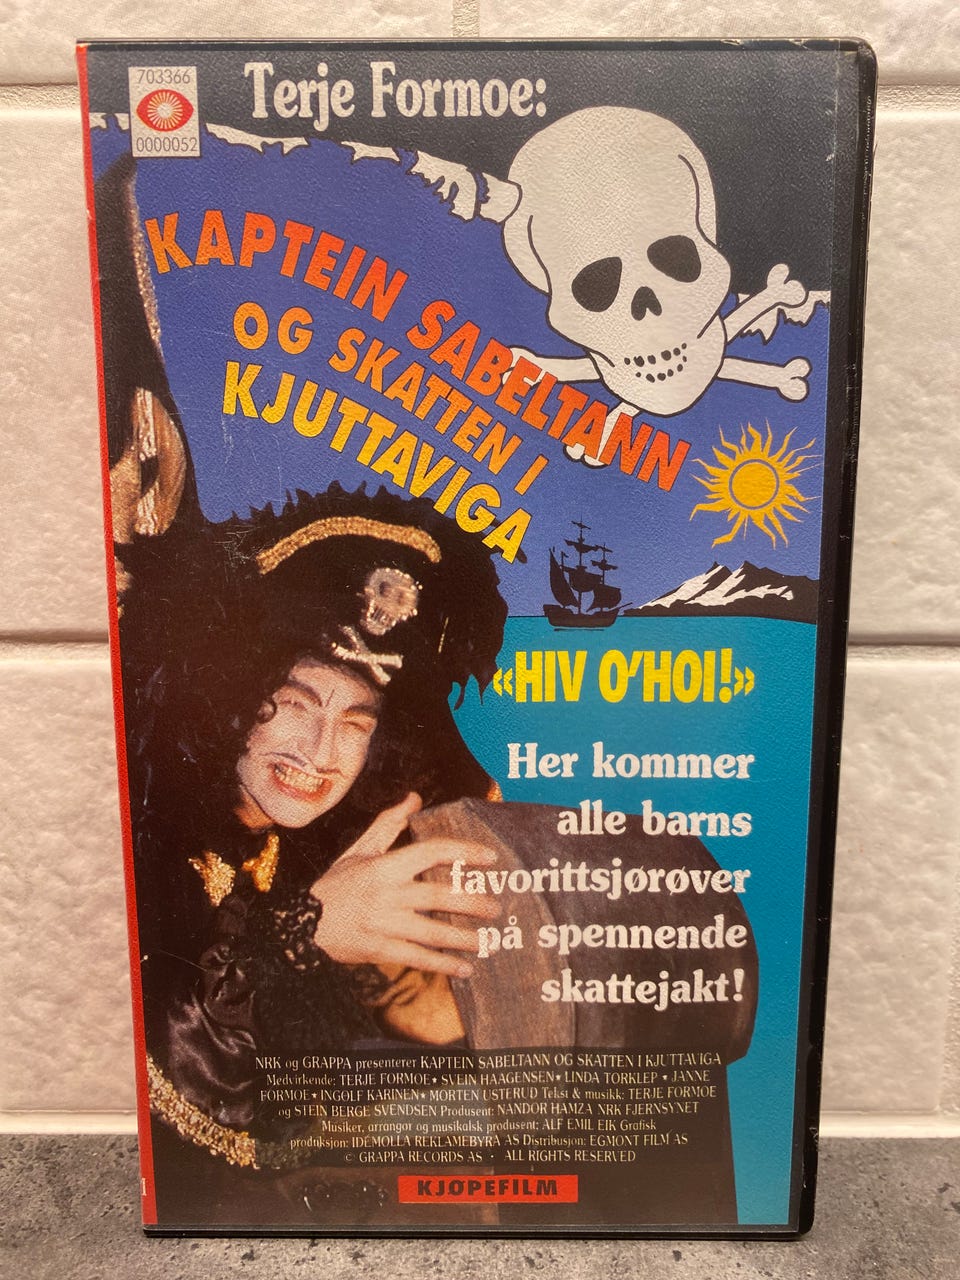 703366
0000052
Terje Formoe:
KAPTEIN SABELTANN
OG SKATTEN I
KJUTTAVIGA
«HIV O'HOI!»
Her kommer
alle barns
favorittsjørøver
på spennende
skattejakt!
NRK og GRAPPA presenterer KAPTEIN SABELTANN OG SKATTEN I KJUTTAVIGA
Medvirkende: TERJE FORMOE★ SVEIN HAAGENSEN★ LINDA TORKLEP ★ JANNE
FORMOE★ INGOLF KARINEN★ MORTEN USTERUD Tekst & musikk: TERJE FORMOE
og STEIN BERGE SVENDSEN Produsent: NANDOR HAMZA NRK FJERNSYNET
Musiker, arrangør og musikalsk produsent: ALF EMIL EIK Grafisk
produksjon: IDÉMOLLA REKLAMEBYRA AS Distribusjon: EGMONT FILM AS
© GRAPPA RECORDS AS · ALL RIGHTS RESERVED
KJØPEFILM